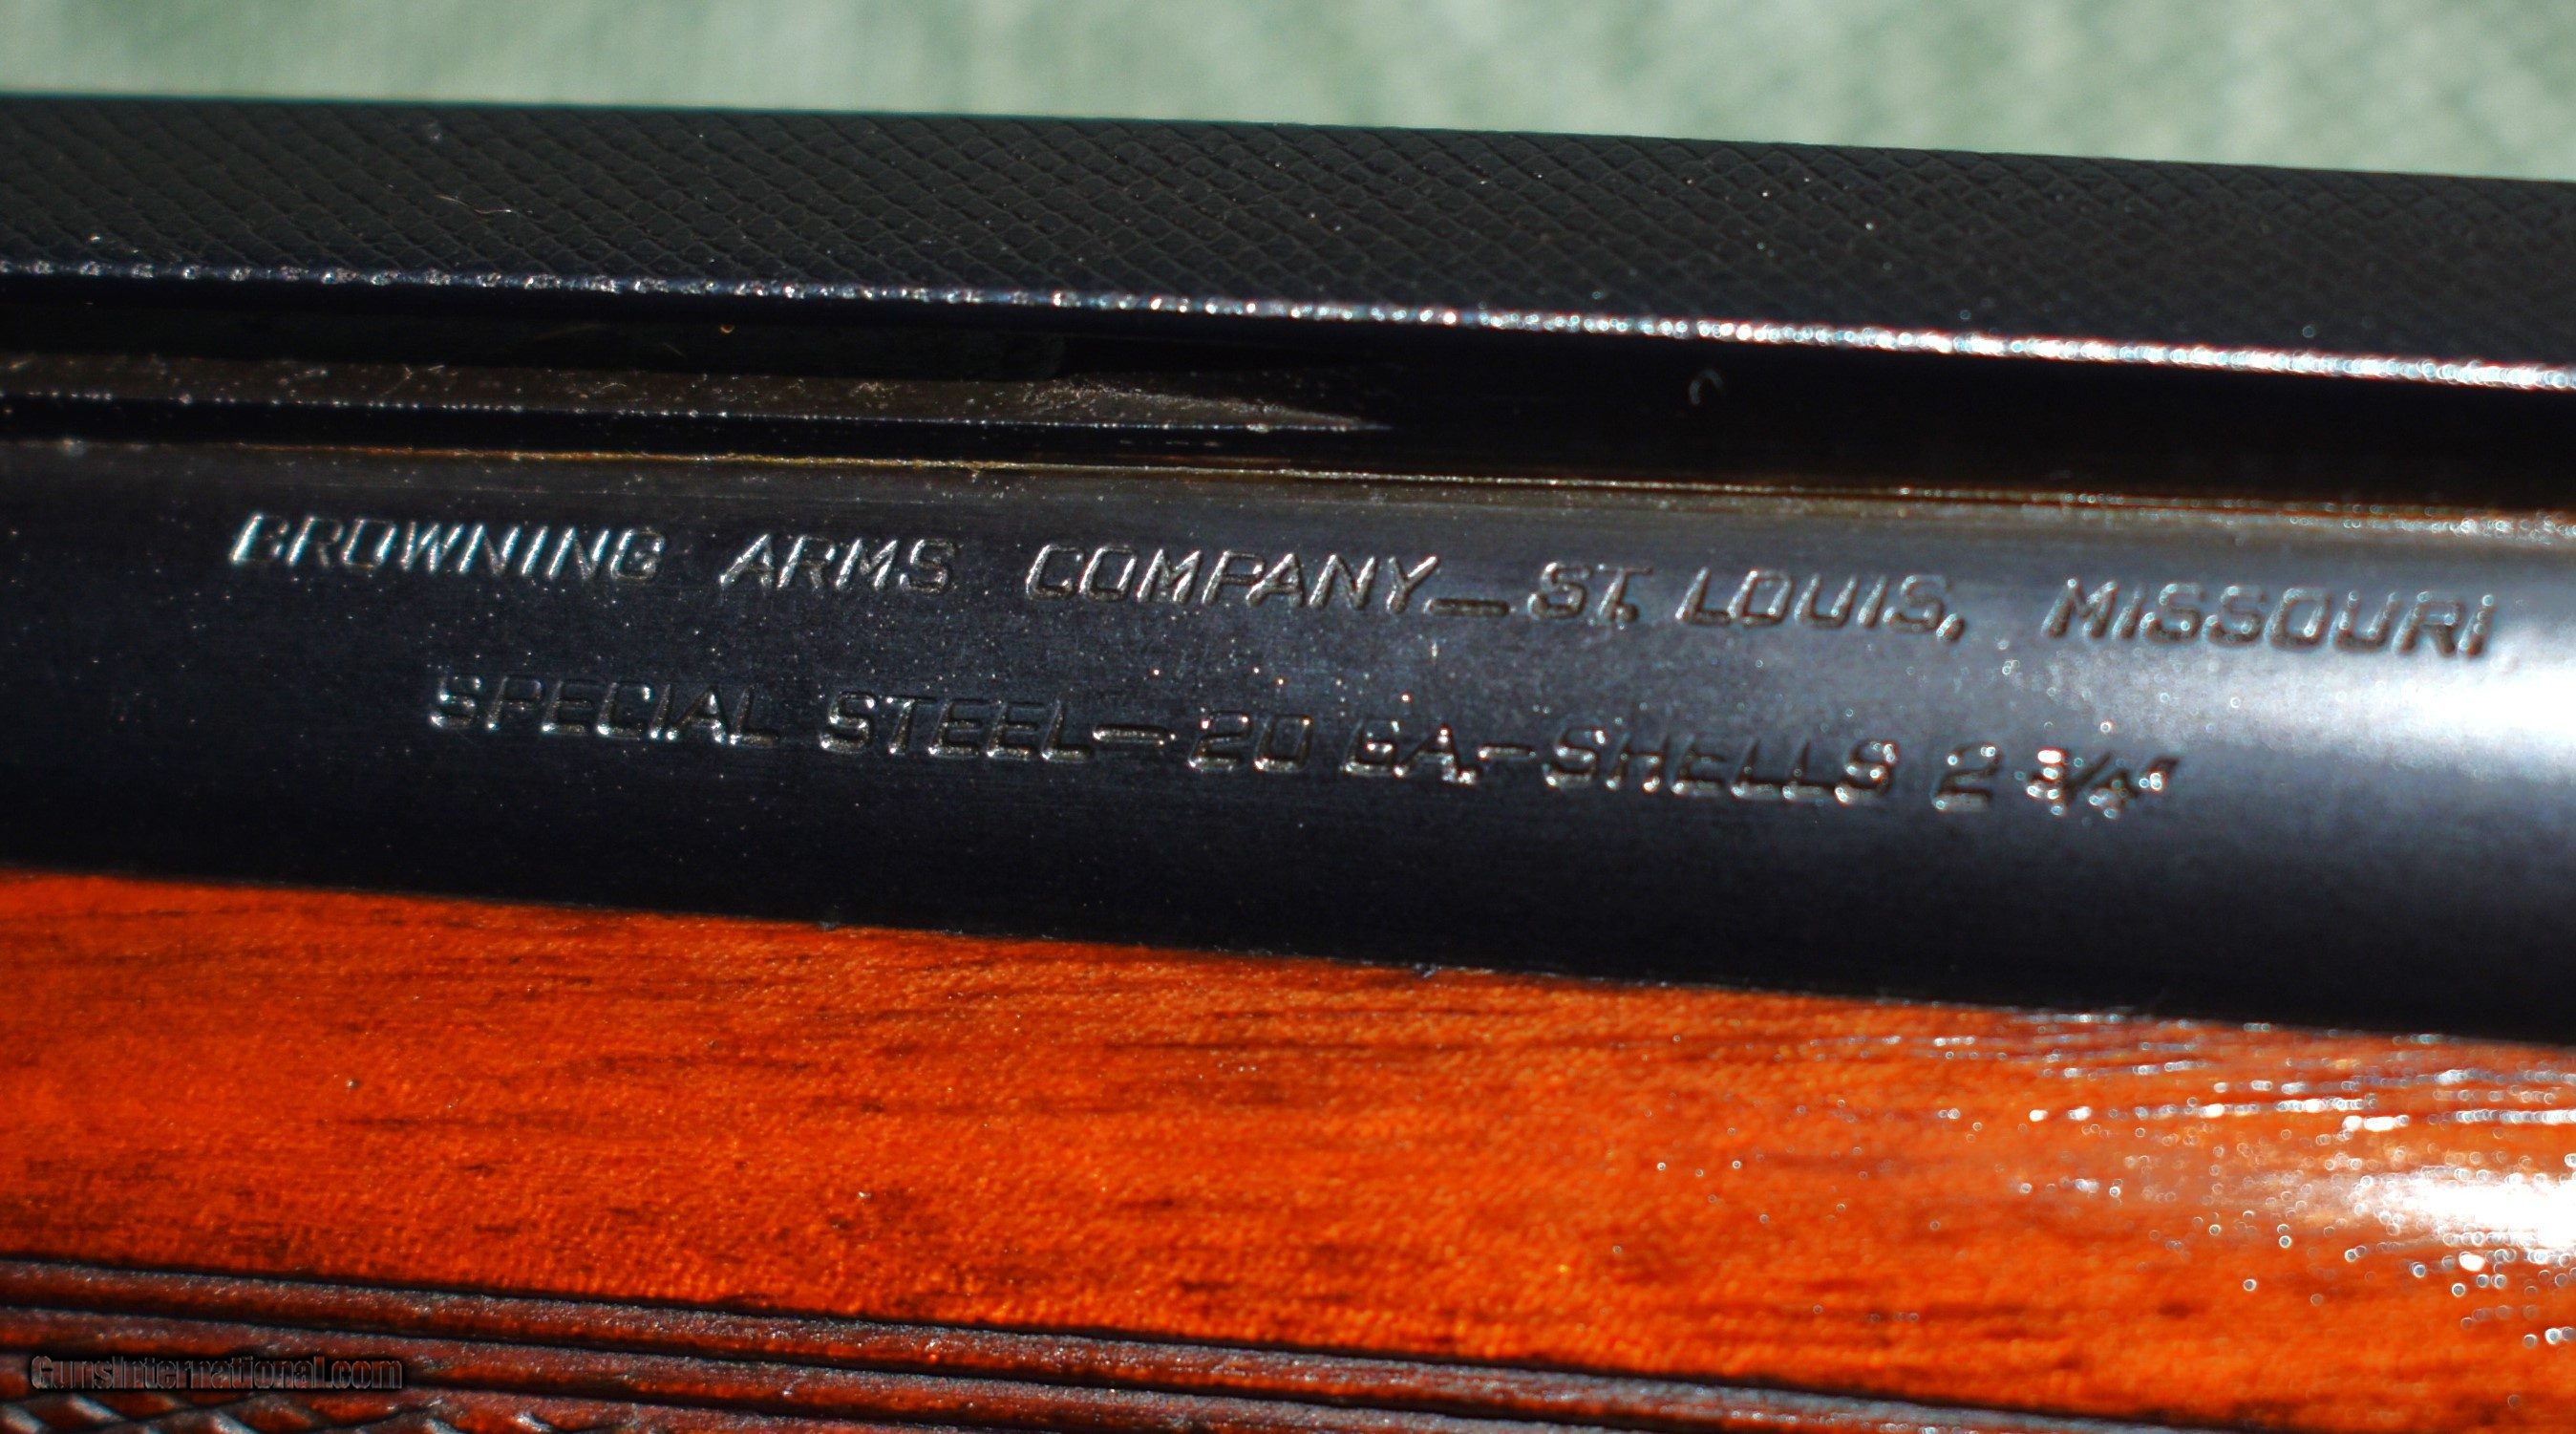 BROWNING ARMS COMPANY—ST. LOUIS, MISSOURI
SPECIAL STEEL—20 GA.—SHELLS 2 3/4"
GunsInternational.com